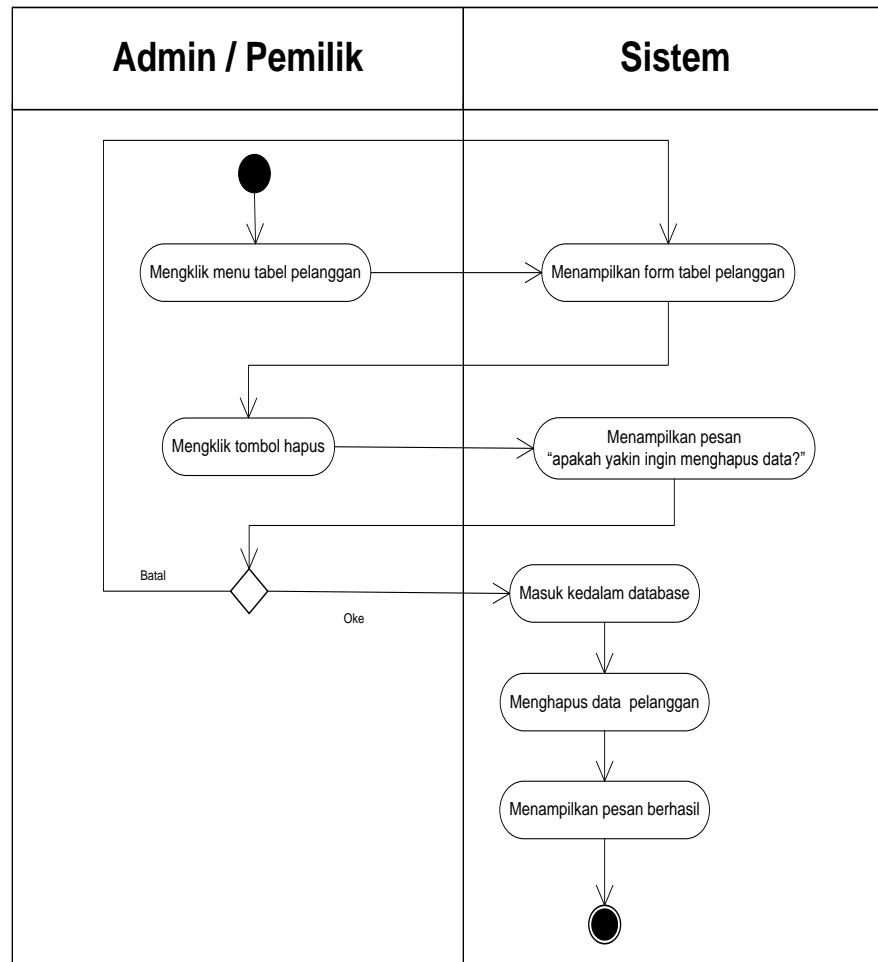 Admin / Pemilik
Sistem
Mengklik menu tabel pelanggan
Menampilkan form tabel pelanggan
Mengklik tombol hapus
Menampilkan pesan
“apakah yakin ingin menghapus data?”
Batal
Oke
Masuk kedalam database
Menghapus data  pelanggan
Menampilkan pesan berhasil